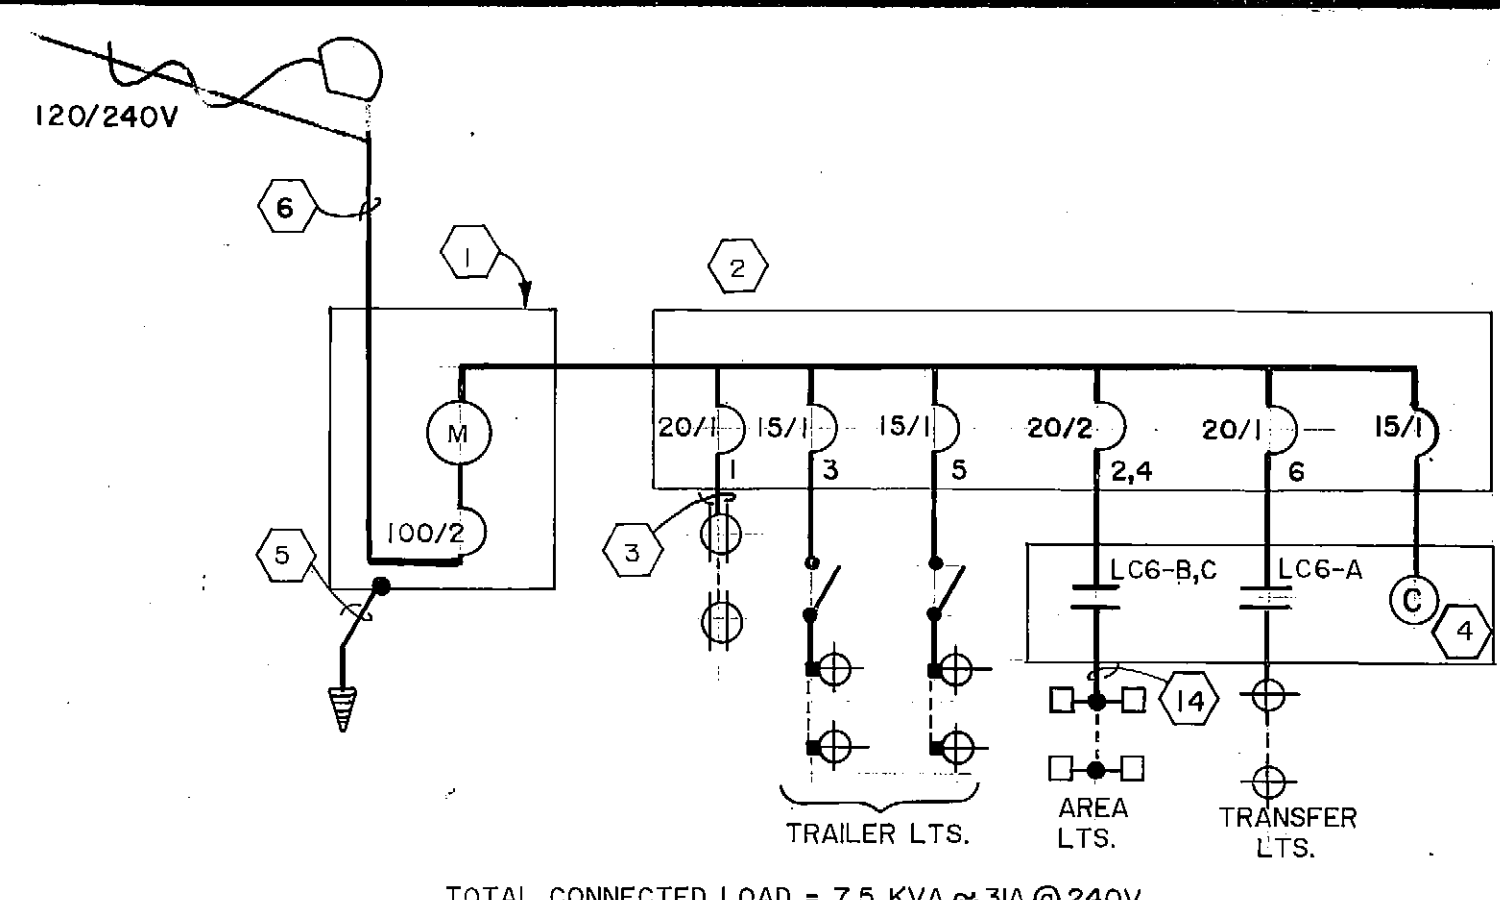 120/240V
6
1
2
M
100/2
5
20/1
15/1
15/1
20/2
20/1
15/1
1
3
5
2,4
6
3
LC6-B,C
LC6-A
C
4
14
TRAILER LTS.
AREA
LTS.
TRANSFER
LTS.
TOTAL CONNECTED LOAD = 7.5 KVA ≈ 31A @ 240V